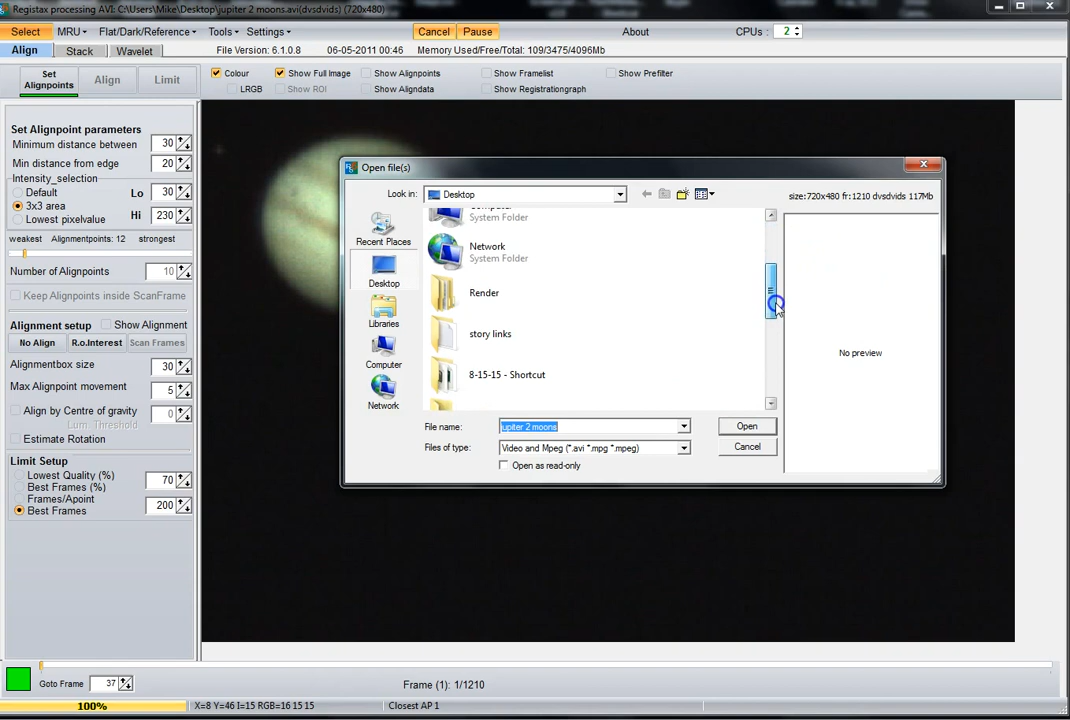 Registax processing AVI: C:\Users\Mike\Desktop\jupiter 2 moons.avi(dvsdvids) (720x480)
Select MRU Flat/Dark/Reference Tools Settings Cancel Pause About CPUs : 2
Align Stack Wavelet File Version: 6.1.0.8 06-05-2011 00:46 Memory Used/Free/Total: 109/3475/4096Mb
Set Alignpoints Align Limit
Colour Show Full Image Show Alignpoints Show Framelist Show Prefilter
LRGB Show ROI Show Aligndata Show Registrationgraph
Set Alignpoint parameters
Minimum distance between 30
Min distance from edge 20
Intensity_selection
Default Lo 30
3x3 area
Lowest pixelvalue Hi 230
weakest Alignmentpoints: 12 strongest
Number of Alignpoints 10
Keep Alignpoints inside ScanFrame
Alignment setup Show Alignment
No Align R.o.Interest Scan Frames
Alignmentbox size 30
Max Alignpoint movement 5
Align by Centre of gravity 0
Lum. Threshold
Estimate Rotation
Limit Setup
Lowest Quality (%) 70
Best Frames (%)
Frames/Apoint
Best Frames 200
Open file(s)
Look in: Desktop size:720x480 fr:1210 dvsdvids 117Mb
Recent Places
Desktop
Libraries
Computer
Network
Computer
System Folder
Network
System Folder
Render
story links
8-15-15 - Shortcut
No preview
File name: jupiter 2 moons Open
Files of type: Video and Mpeg (*.avi *.mpg *.mpeg) Cancel
Open as read-only
Goto Frame 37 Frame (1): 1/1210
100% X=8 Y=46 I=15 RGB=16 15 15 Closest AP 1